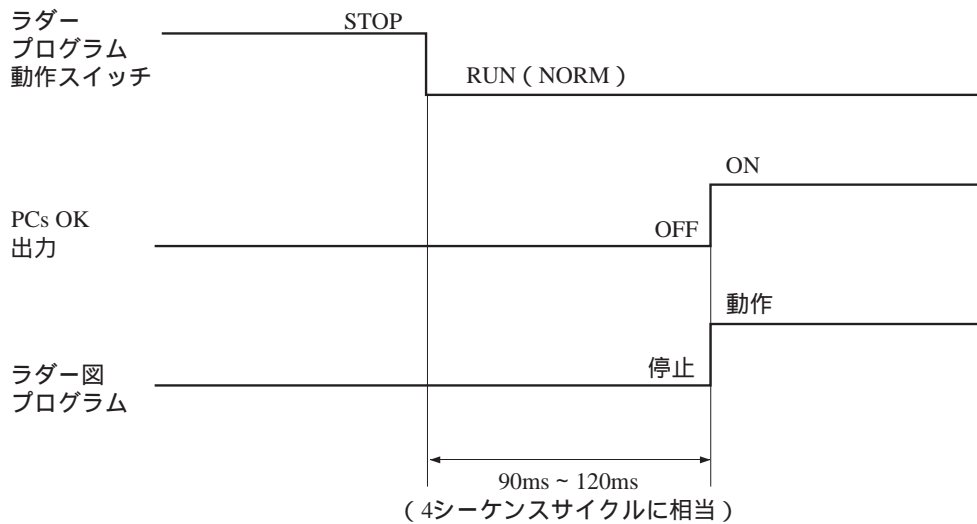 ラダー
プログラム
動作スイッチ
STOP
RUN ( NORM )
PCs OK
出力
OFF
ON
ラダー図
プログラム
停止
動作
90ms ~ 120ms
( 4シーケンスサイクルに相当 )